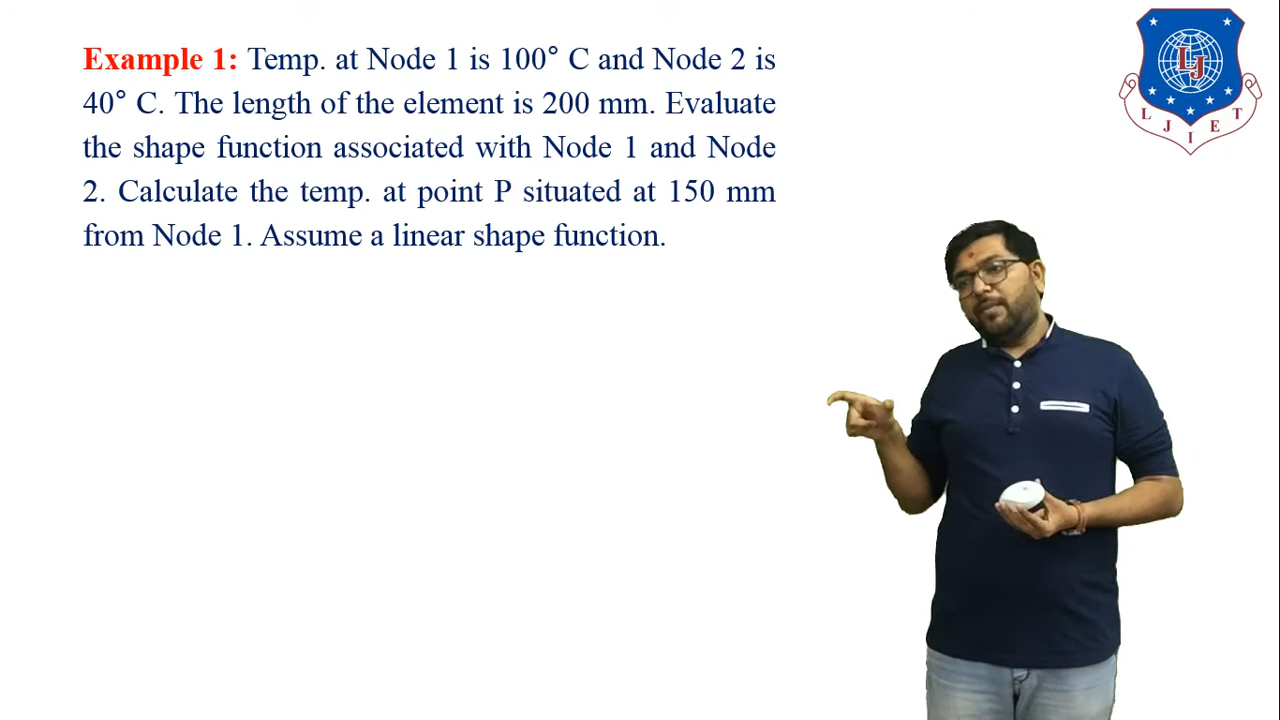 Example 1: Temp. at Node 1 is 100° C and Node 2 is
40° C. The length of the element is 200 mm. Evaluate
the shape function associated with Node 1 and Node
2. Calculate the temp. at point P situated at 150 mm
from Node 1. Assume a linear shape function.
LJ
L J I E T